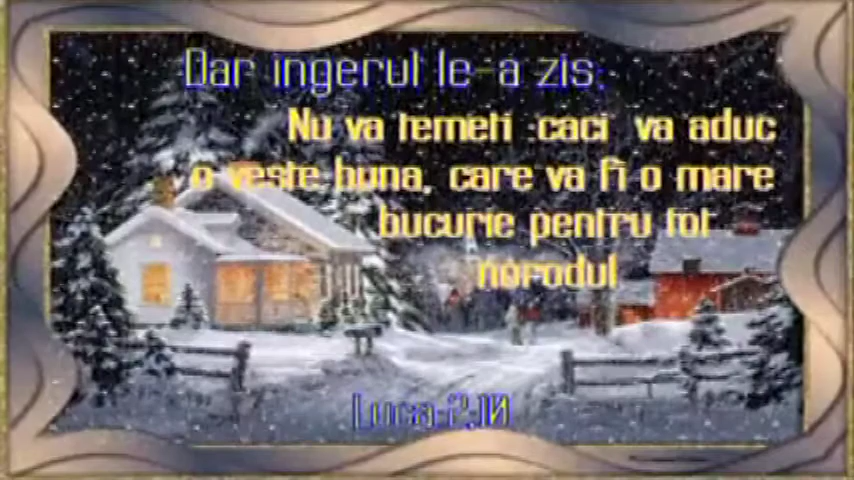 Dar ingerul le-a zis:
Nu va temeti caci va aduc
o veste buna, care va fi o mare
bucurie pentru tot
norodul
Luca 2,10